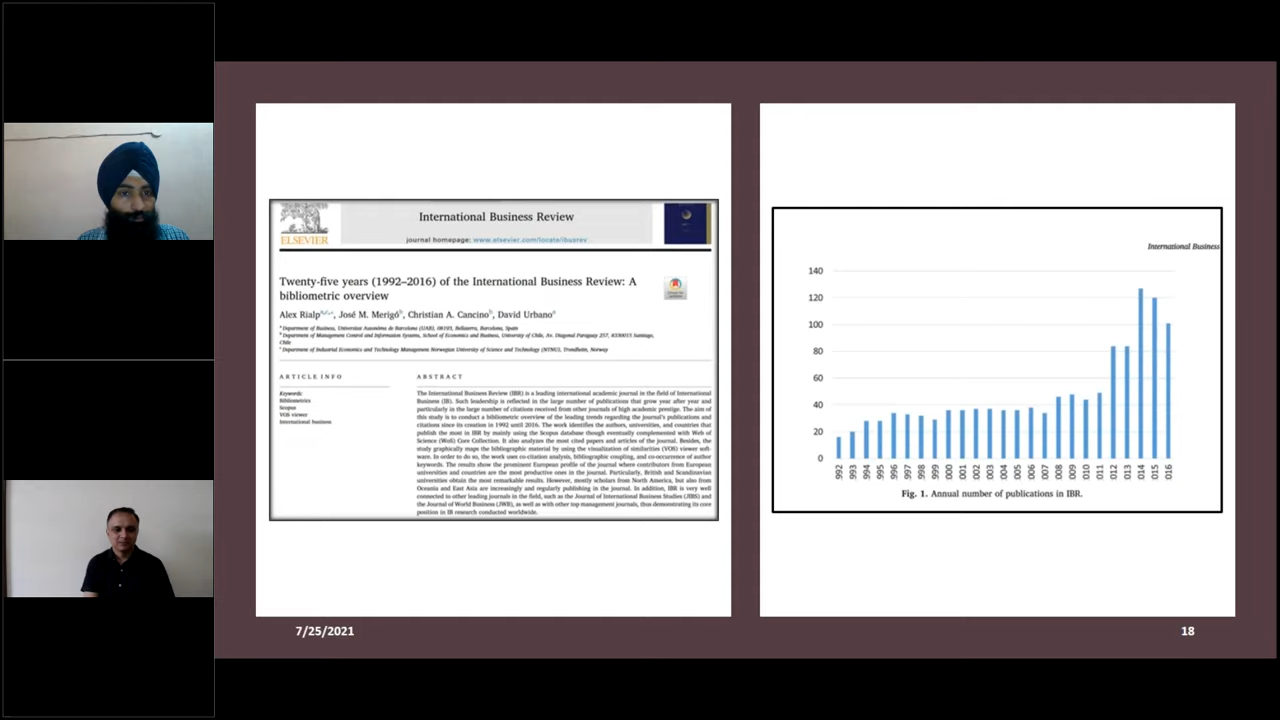 ELSEVIER
International Business Review
journal homepage: www.elsevier.com/locate/ibusrev
Twenty-five years (1992–2016) of the International Business Review: A
bibliometric overview
Alex Rialp, José M. Merigó, Christian A. Cancino, David Urbano
a Department of Business, Universitat Autònoma de Barcelona (UAB), 08193, Bellaterra, Barcelona, Spain
b Department of Management Control and Information Systems, School of Economics and Business, University of Chile, Av. Diagonal Paraguay 257, 8330015 Santiago,
Chile
c Department of Industrial Economics and Technology Management Norwegian University of Science and Technology (NTNU), Trondheim, Norway
ARTICLE INFO
Keywords:
Bibliometrics
Scopus
VOS viewer
International business
ABSTRACT
The International Business Review (IBR) is a leading international academic journal in the field of International
Business (IB). Such leadership is reflected in the large number of publications that grow year after year and
particularly in the large number of citations received from other journals of high academic prestige. The aim of
this study is to conduct a bibliometric overview of the leading trends regarding the journal's publications and
citations since its creation in 1992 until 2016. The work identifies the authors, universities, and countries that
publish the most in IBR by mainly using the Scopus database though eventually complemented with Web of
Science (WoS) Core Collection. It also analyzes the most cited papers and articles of the journal. Besides, the
study graphically maps the bibliographic material by using the visualization of similarities (VOS) viewer soft-
ware. In order to do so, the work uses co-citation analysis, bibliographic coupling, and co-occurrence of author
keywords. The results show the prominent European profile of the journal where contributors from European
universities and countries are the most productive ones in the journal. Particularly, British and Scandinavian
universities obtain the most remarkable results. However, mostly scholars from North America, but also from
Oceania and East Asia are increasingly and regularly publishing in the journal. In addition, IBR is very well
connected to other leading journals in the field, such as the Journal of International Business Studies (JIBS) and
the Journal of World Business (JWB), as well as with other top management journals, thus demonstrating its core
position in IB research conducted worldwide.
International Business
140
120
100
80
60
40
20
0
992 993 994 995 996 997 998 999 000 001 002 003 004 005 006 007 008 009 010 011 012 013 014 015 016
Fig. 1. Annual number of publications in IBR.
7/25/2021
18